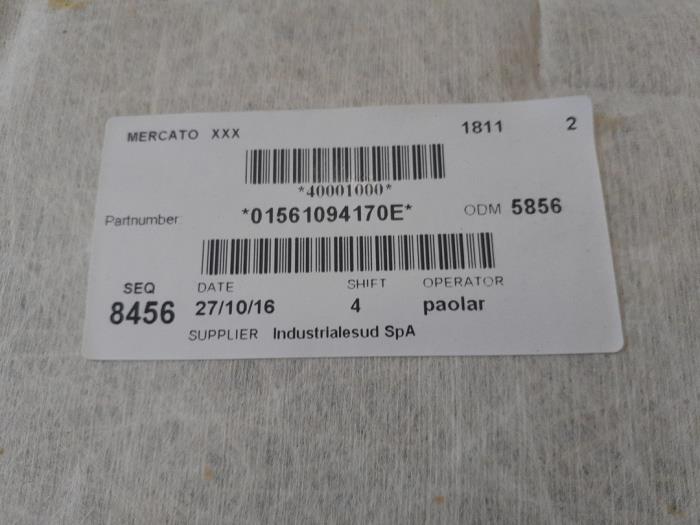 MERCATO XXX 1811 2
*40001000*
Partnumber *01561094170E* ODM 5856
SEQ DATE SHIFT OPERATOR
8456 27/10/16 4 paolar
SUPPLIER Industrialesud SpA